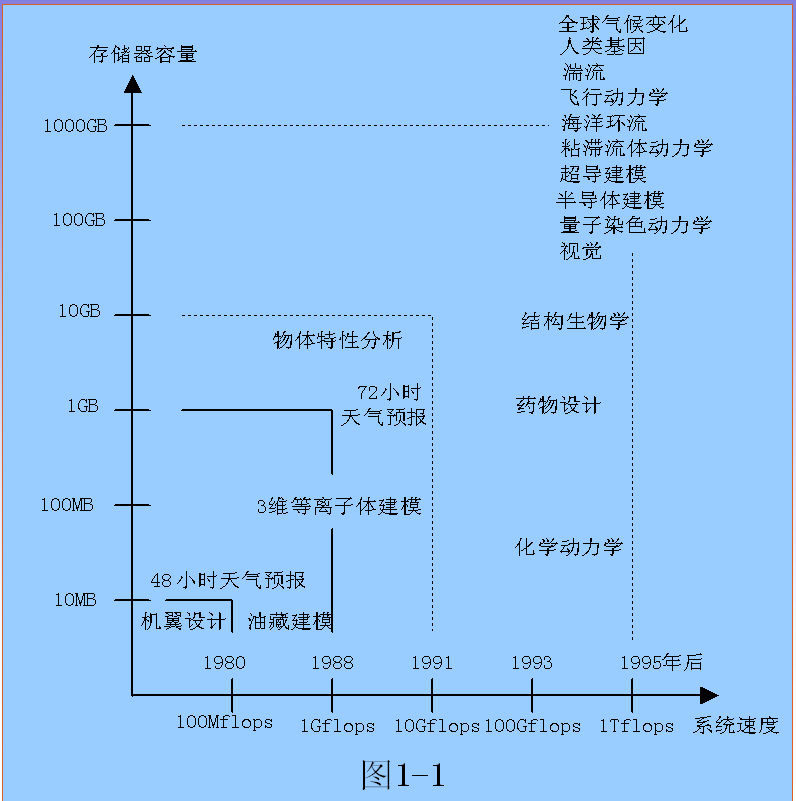 全球气候变化
人类基因
存储器容量
湍流
飞行动力学
1000GB
海洋环流
粘滞流体动力学
超导建模
半导体建模
100GB
量子染色动力学
视觉
10GB
结构生物学
物体特性分析
72小时
1GB
药物设计
天气预报
100MB
3维等离子体建模
化学动力学
48小时天气预报
10MB
机翼设计
油藏建模
1980
1988
1991
1993
1995年后
100Mflops
1Gflops
10Gflops
100Gflops
1Tflops
系统速度
图1-1